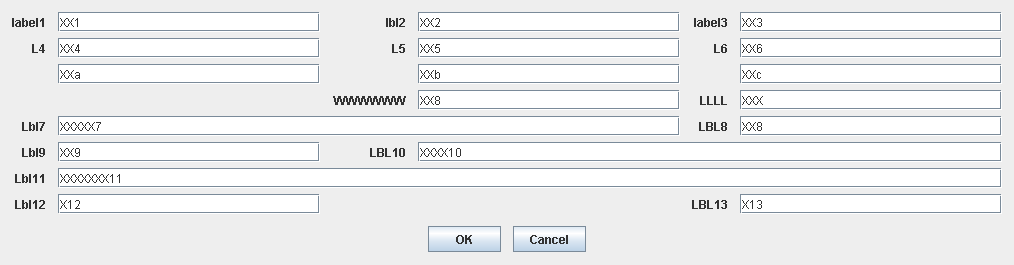 label1 XX1 lbl2 XX2 label3 XX3
L4 XX4 L5 XX5 L6 XX6
XXa XXb XXc
WWWWWW XX8 LLLL XXX
Lbl7 XXXXX7 LBL8 XX8
Lbl9 XX9 LBL10 XXXX10
Lbl11 XXXXXXX11
Lbl12 X12 LBL13 X13
OK Cancel